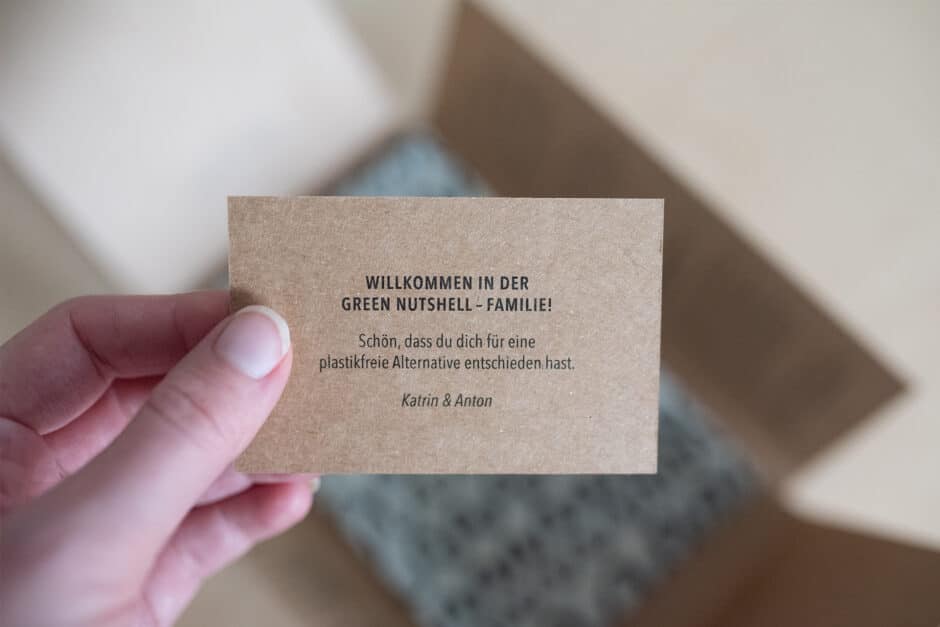 WILLKOMMEN IN DER
GREEN NUTSHELL – FAMILIE!
Schön, dass du dich für eine
plastikfreie Alternative entschieden hast.
Katrin & Anton